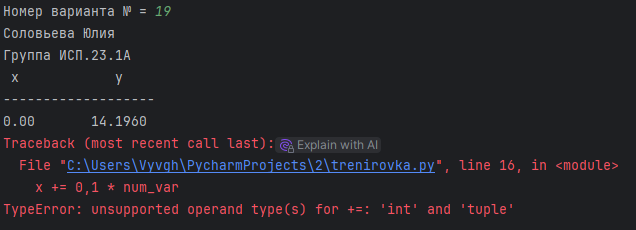 Номер варианта № = 19
Соловьева Юлия
Группа ИСП.23.1А
x y
-------------------
0.00 14.1960
Traceback (most recent call last): Explain with AI
File "C:\Users\Vyvgh\PycharmProjects\2\trenirovka.py", line 16, in <module>
x += 0,1 * num_var
TypeError: unsupported operand type(s) for +=: 'int' and 'tuple'